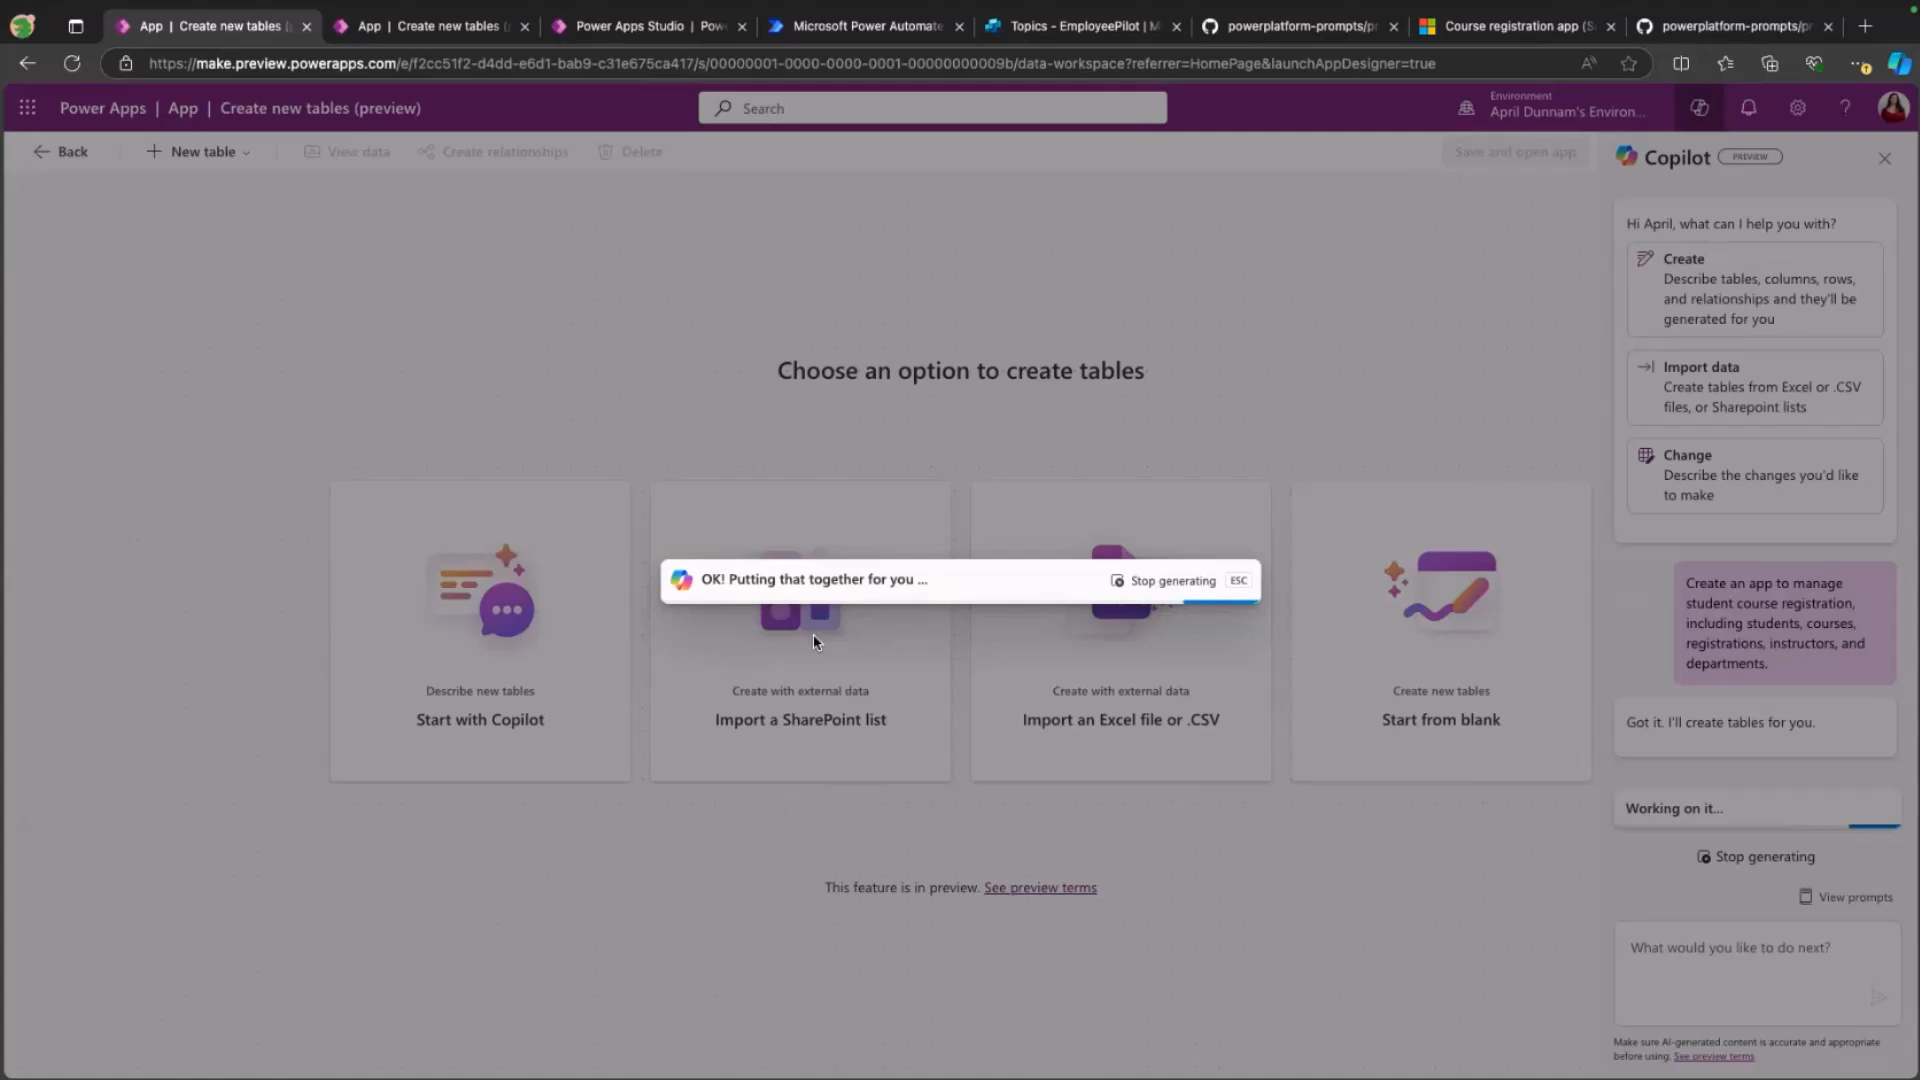 App | Create new tables (
App | Create new tables (
Power Apps Studio | Pow
Microsoft Power Automate
Topics - EmployeePilot | M
powerplatform-prompts/pr
Course registration app (S
powerplatform-prompts/pr
https://make.preview.powerapps.com/e/f2cc51f2-d4dd-e6d1-bab9-c31e675ca417/s/00000001-0000-0000-0001-00000000009b/data-workspace?referrer=HomePage&launchAppDesigner=true
Power Apps | App | Create new tables (preview)
Search
Environment
April Dunnam's Environ...
Back
New table
View data
Create relationships
Delete
Save and open app
Copilot
PREVIEW
Hi April, what can I help you with?
Create
Describe tables, columns, rows,
and relationships and they'll be
generated for you
Import data
Create tables from Excel or .CSV
files, or Sharepoint lists
Change
Describe the changes you'd like
to make
Choose an option to create tables
OK! Putting that together for you ...
Stop generating
ESC
Describe new tables
Start with Copilot
Create with external data
Import a SharePoint list
Create with external data
Import an Excel file or .CSV
Create new tables
Start from blank
This feature is in preview. See preview terms
Create an app to manage
student course registration,
including students, courses,
registrations, instructors, and
departments.
Got it. I'll create tables for you.
Working on it...
Stop generating
View prompts
What would you like to do next?
Make sure AI-generated content is accurate and appropriate
before using. See preview terms